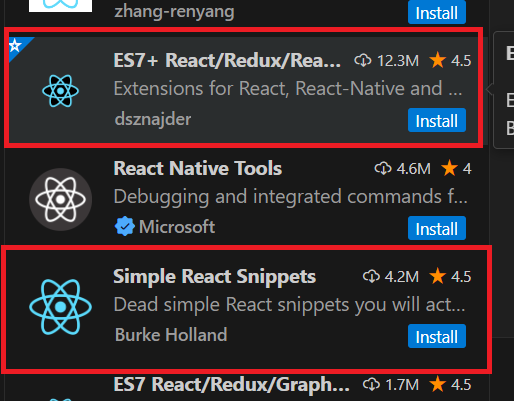 zhang-renyang
Install
ES7+ React/Redux/Rea... 12.3M 4.5
Extensions for React, React-Native and ...
dsznajder
Install
React Native Tools 4.6M 4
Debugging and integrated commands f...
Microsoft
Install
Simple React Snippets 4.2M 4.5
Dead simple React snippets you will act...
Burke Holland
Install
ES7 React/Redux/Graph... 1.7M 4.5
E
E
B